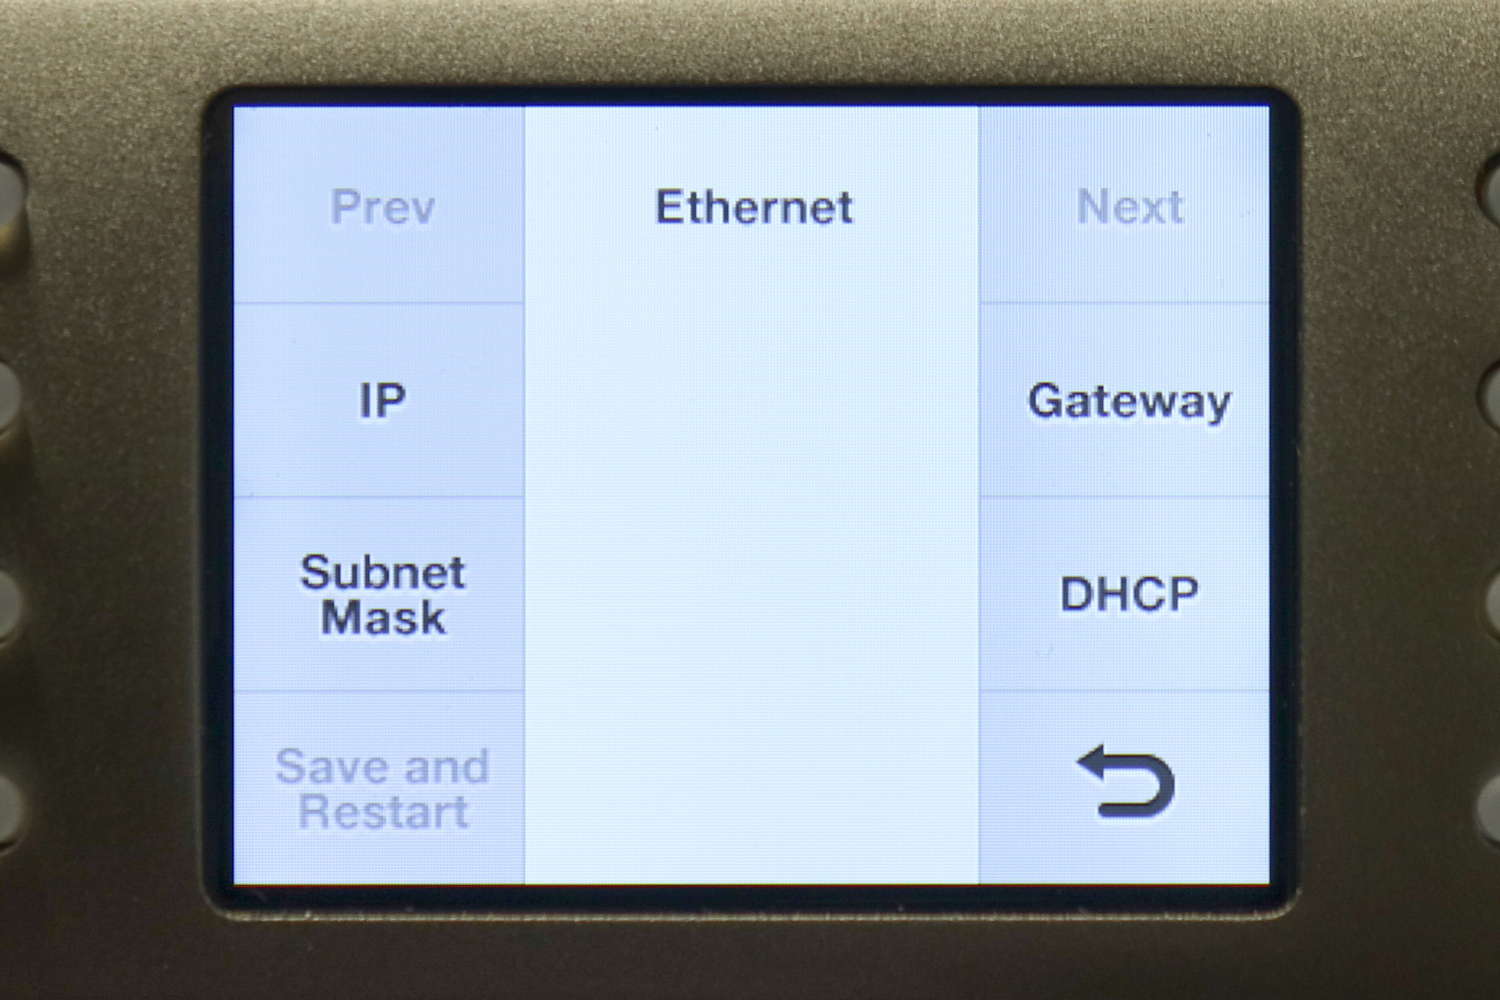 Prev
Ethernet
Next
IP
Gateway
Subnet
Mask
DHCP
Save and
Restart